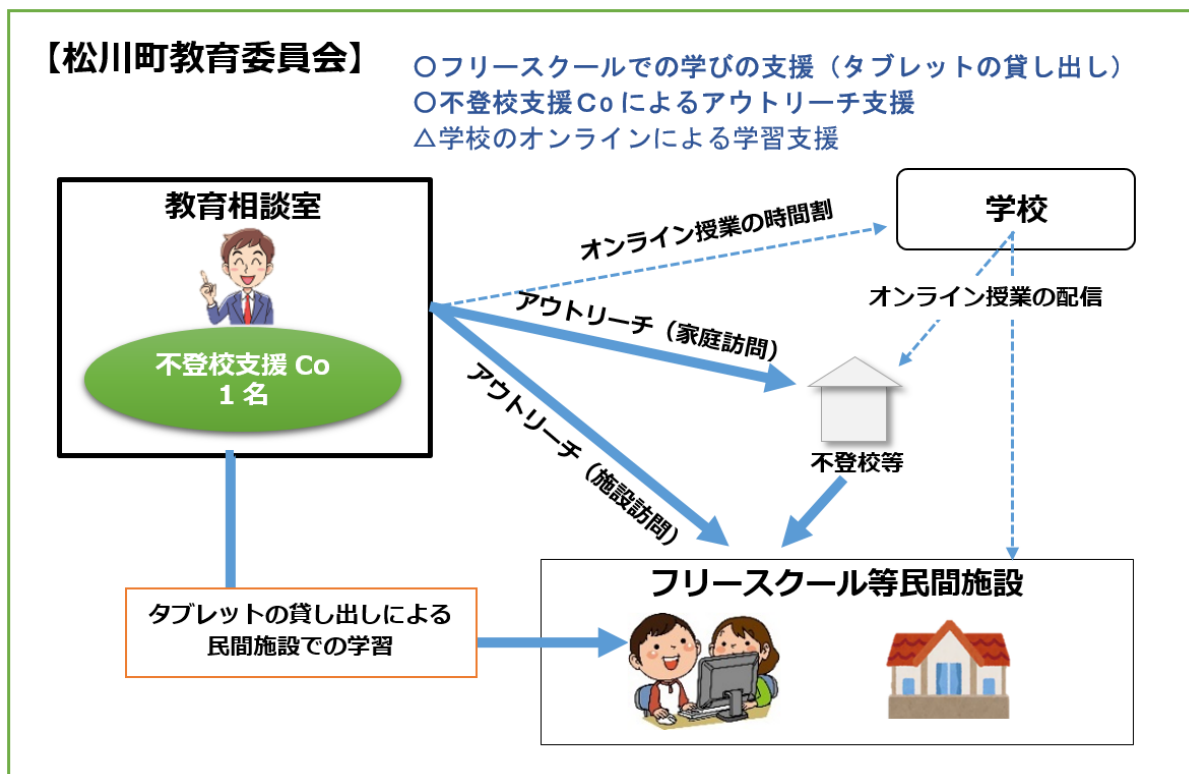 【松川町教育委員会】
○フリースクールでの学びの支援（タブレットの貸し出し）
○不登校支援Coによるアウトリーチ支援
△学校のオンラインによる学習支援
教育相談室
不登校支援 Co
1 名
オンライン授業の時間割
学校
オンライン授業の配信
アウトリーチ（家庭訪問）
アウトリーチ（施設訪問）
不登校等
フリースクール等民間施設
タブレットの貸し出しによる
民間施設での学習